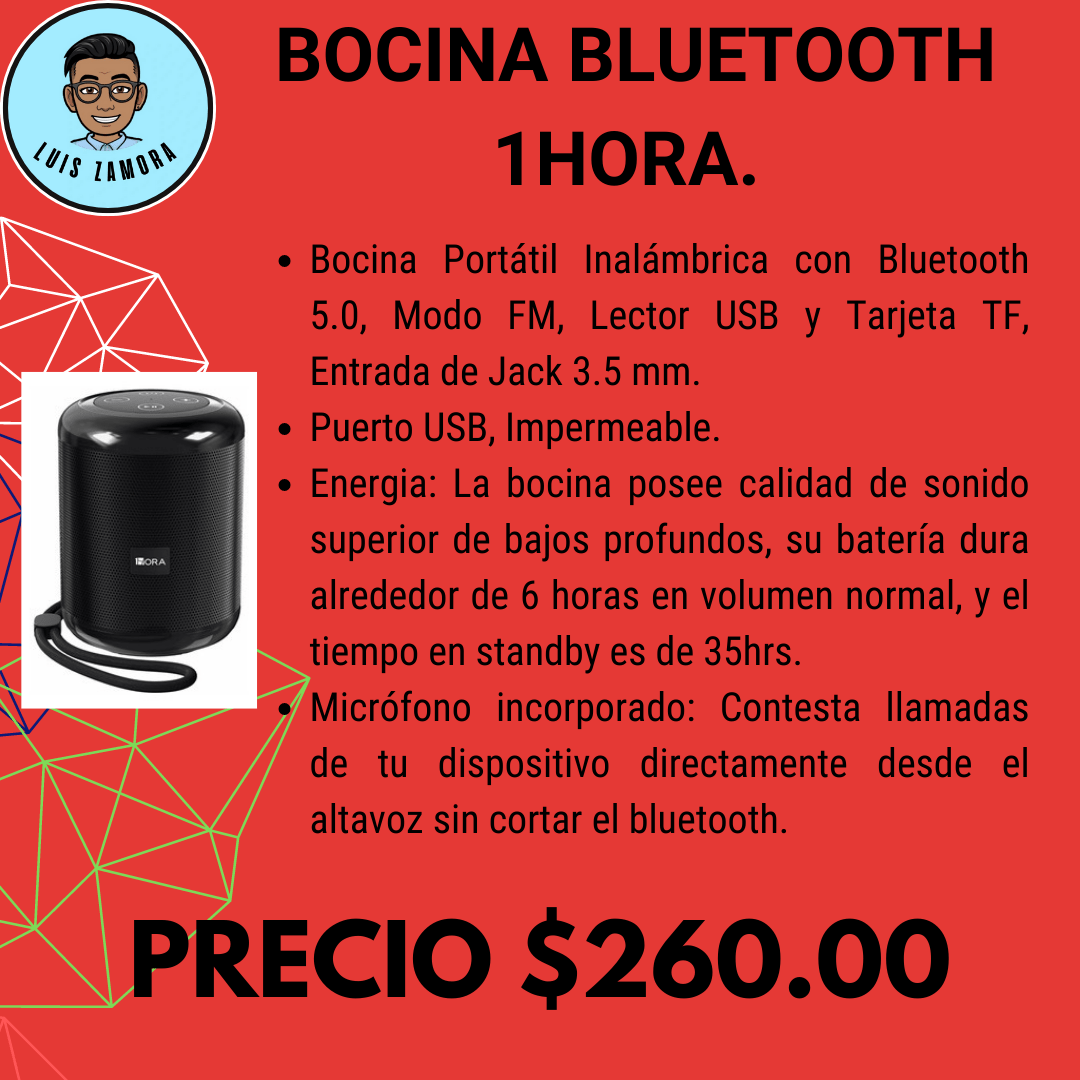 LUIS ZAMORA
BOCINA BLUETOOTH
1HORA.
• Bocina Portátil Inalámbrica con Bluetooth
5.0, Modo FM, Lector USB y Tarjeta TF,
Entrada de Jack 3.5 mm.
• Puerto USB, Impermeable.
• Energia: La bocina posee calidad de sonido
superior de bajos profundos, su batería dura
alrededor de 6 horas en volumen normal, y el
tiempo en standby es de 35hrs.
• Micrófono incorporado: Contesta llamadas
de tu dispositivo directamente desde el
altavoz sin cortar el bluetooth.
1HORA
PRECIO $260.00